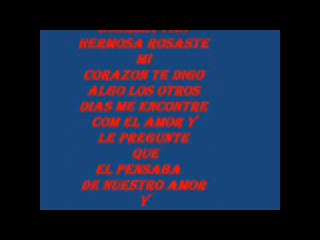 HERMOSA ROSASTE
MI
CORAZON TE DIGO
ALGO LOS OTROS
DIAS ME ENCONTRE
CON EL AMOR Y
LE PREGUNTE
QUE
EL PENSABA
DE NUESTRO AMOR
Y